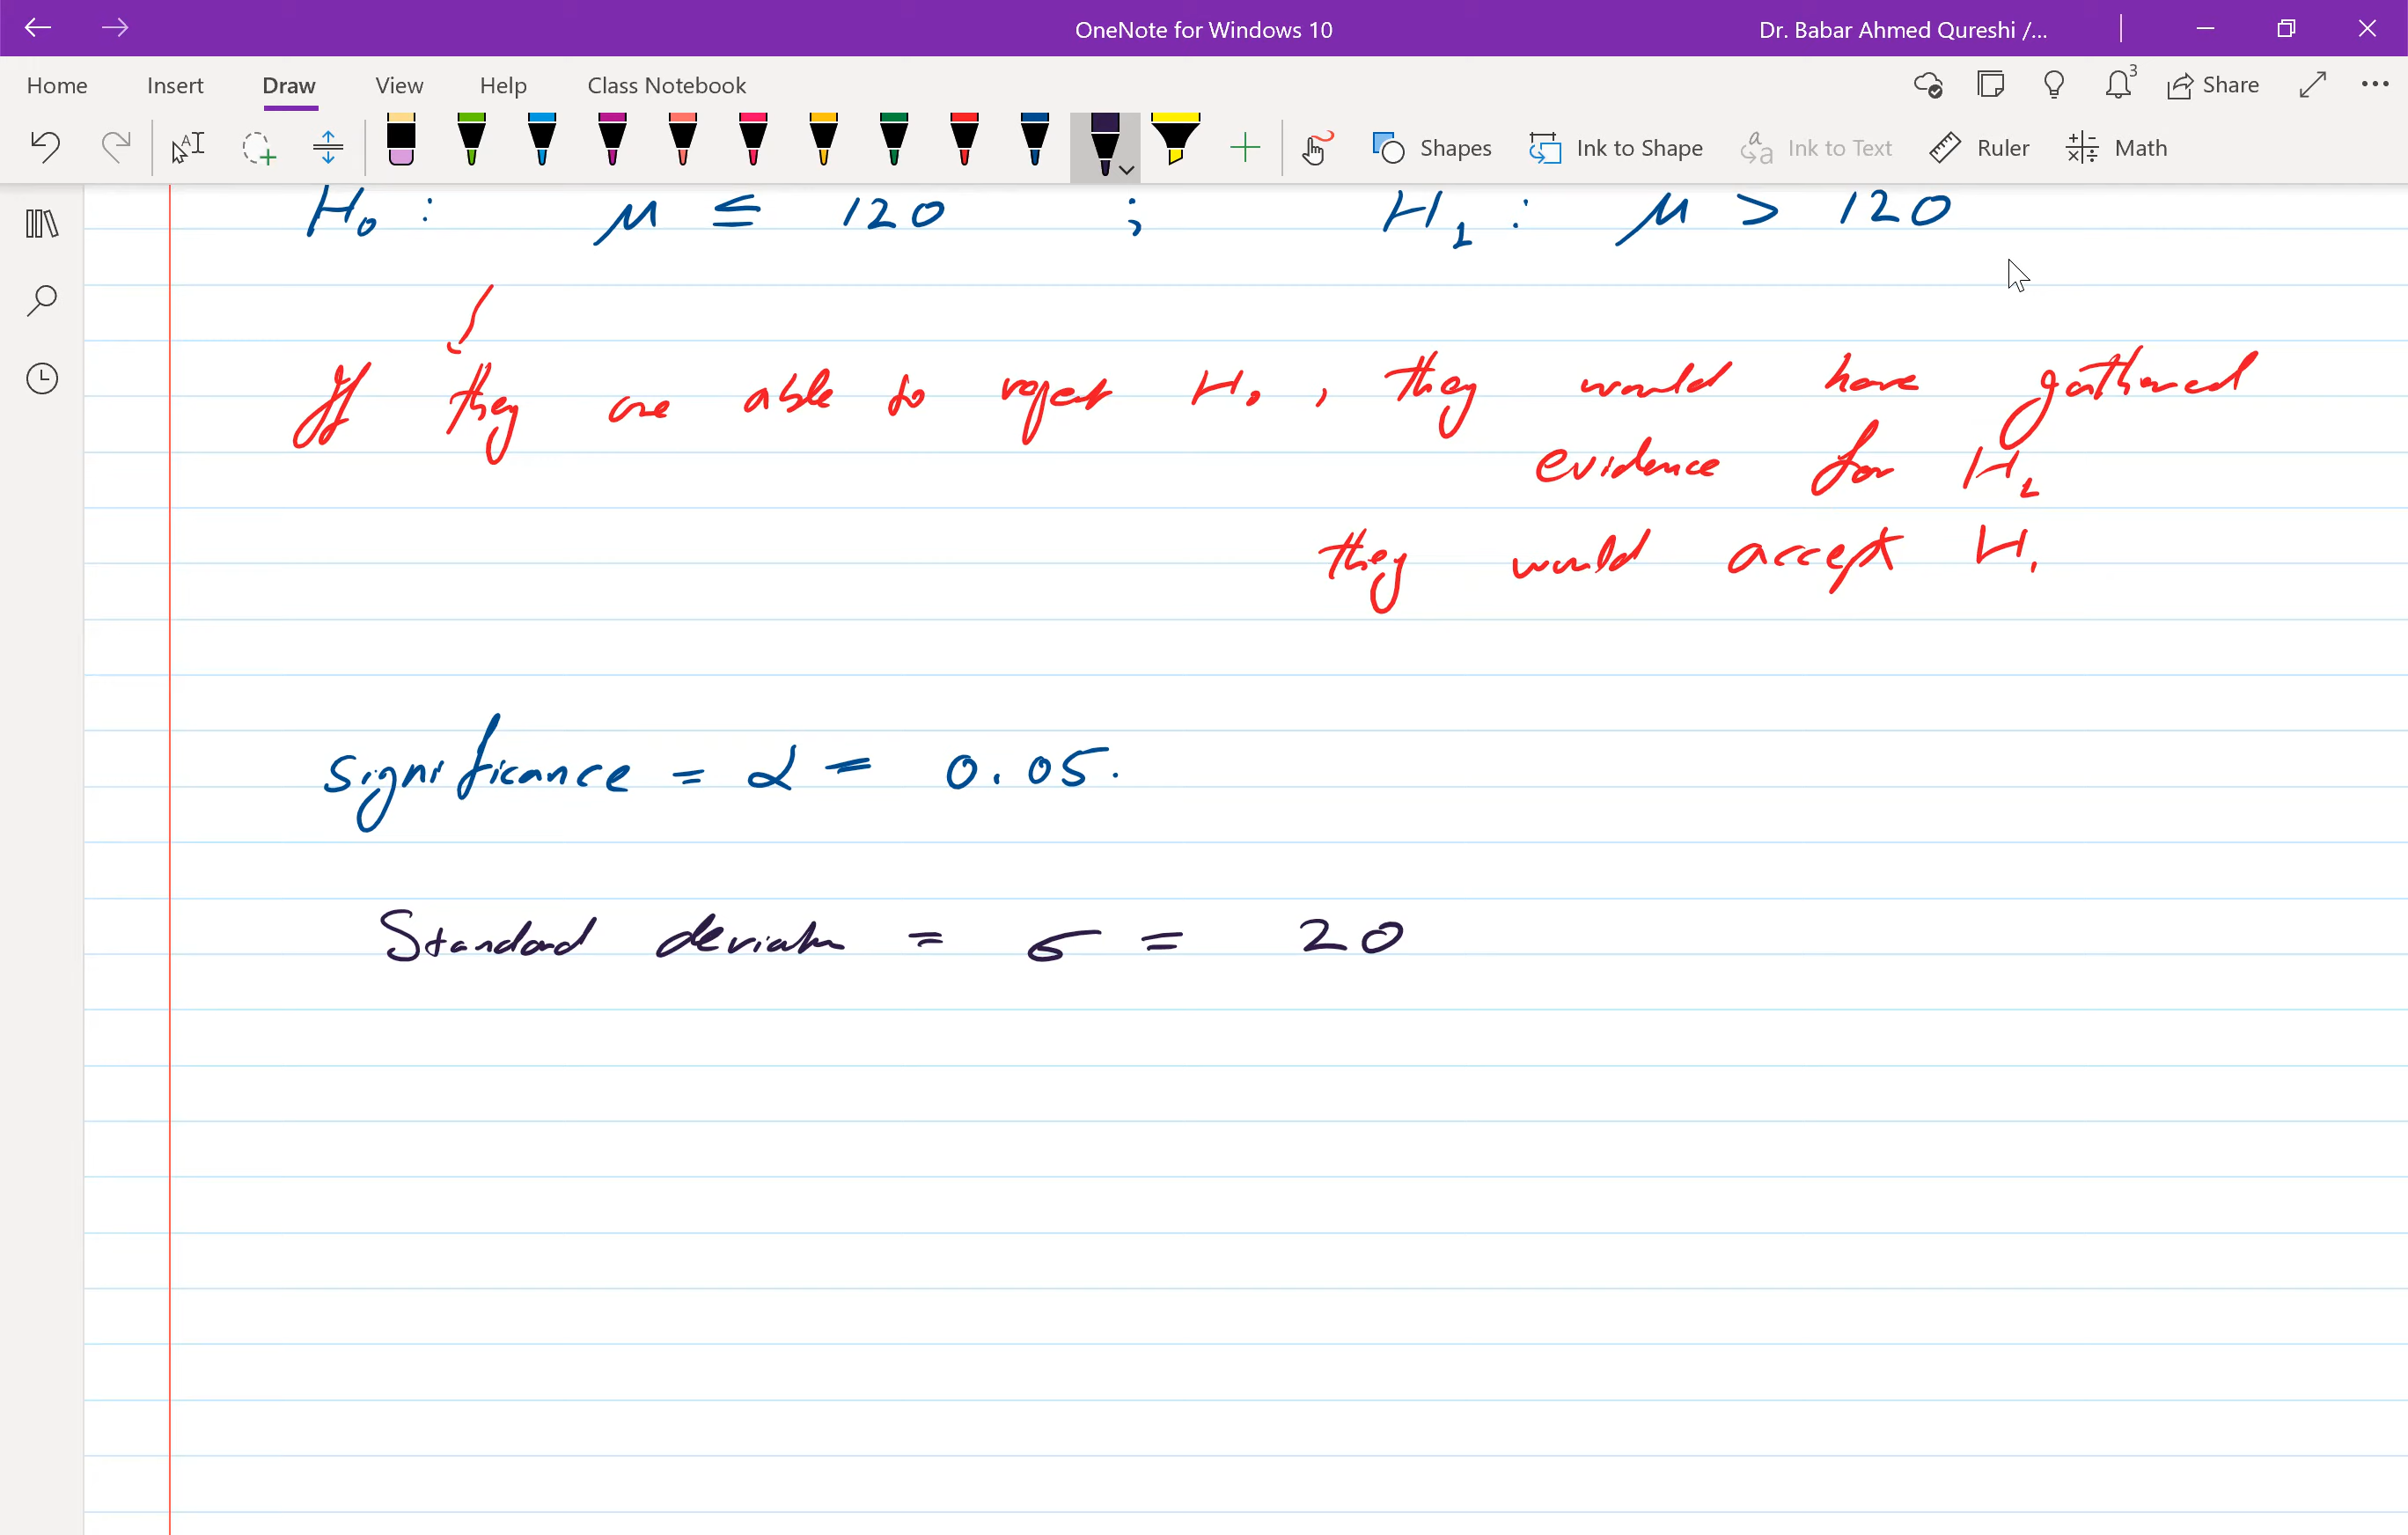 OneNote for Windows 10
Dr. Babar Ahmed Qureshi /...
Home Insert Draw View Help Class Notebook
3 Share
Shapes Ink to Shape Ink to Text Ruler Math
H₀ : μ ≤ 120 ; H₁ : μ > 120
If they are able to reject H₀ , they would have gathered
evidence for H₁
they would accept H₁
significance = α = 0.05.
Standard deviation = σ = 20